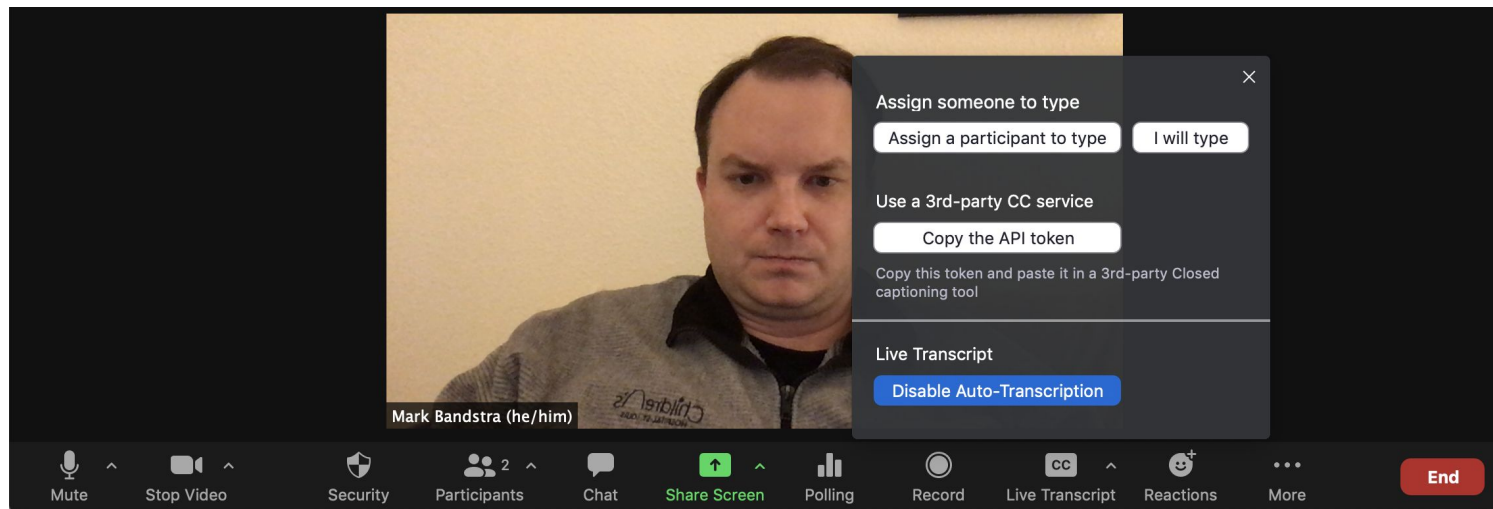 Assign someone to type
Assign a participant to type
I will type
Use a 3rd-party CC service
Copy the API token
Copy this token and paste it in a 3rd-party Closed
captioning tool
Live Transcript
Disable Auto-Transcription
Children's
Mark Bandstra (he/him)
2
CC
Mute
Stop Video
Security
Participants
Chat
Share Screen
Polling
Record
Live Transcript
Reactions
More
End